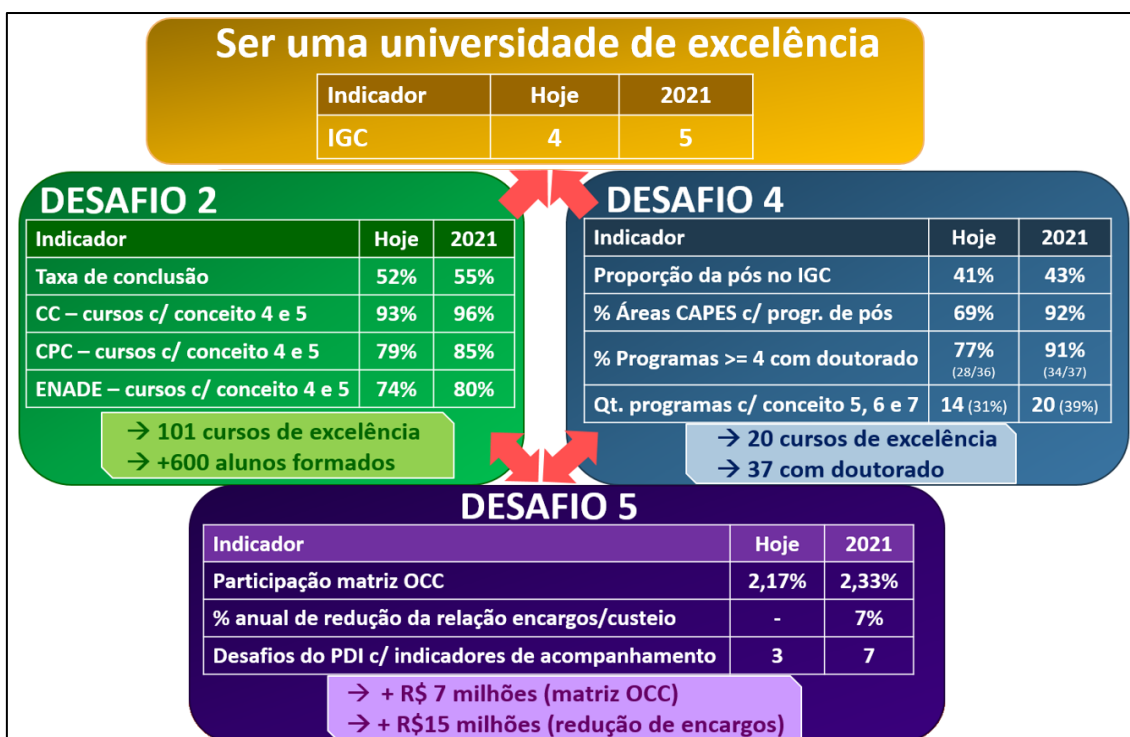 Ser uma universidade de excelência
Indicador Hoje 2021
IGC 4 5
DESAFIO 2
Indicador Hoje 2021
Taxa de conclusão 52% 55%
CC – cursos c/ conceito 4 e 5 93% 96%
CPC – cursos c/ conceito 4 e 5 79% 85%
ENADE – cursos c/ conceito 4 e 5 74% 80%
→ 101 cursos de excelência
→ +600 alunos formados
DESAFIO 4
Indicador Hoje 2021
Proporção da pós no IGC 41% 43%
% Áreas CAPES c/ progr. de pós 69% 92%
% Programas >= 4 com doutorado 77% 91%
(28/36) (34/37)
Qt. programas c/ conceito 5, 6 e 7 14 (31%) 20 (39%)
→ 20 cursos de excelência
→ 37 com doutorado
DESAFIO 5
Indicador Hoje 2021
Participação matriz OCC 2,17% 2,33%
% anual de redução da relação encargos/custeio - 7%
Desafios do PDI c/ indicadores de acompanhamento 3 7
→ + R$ 7 milhões (matriz OCC)
→ + R$15 milhões (redução de encargos)